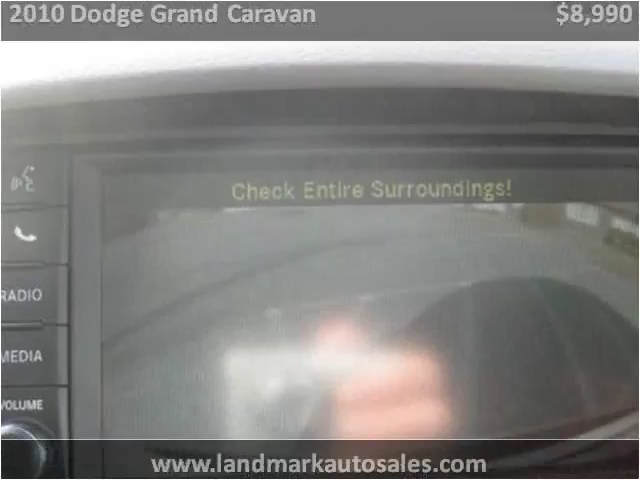 2010 Dodge Grand Caravan $8,990
Check Entire Surroundings!
RADIO
MEDIA
VOLUME
www.landmarkautosales.com